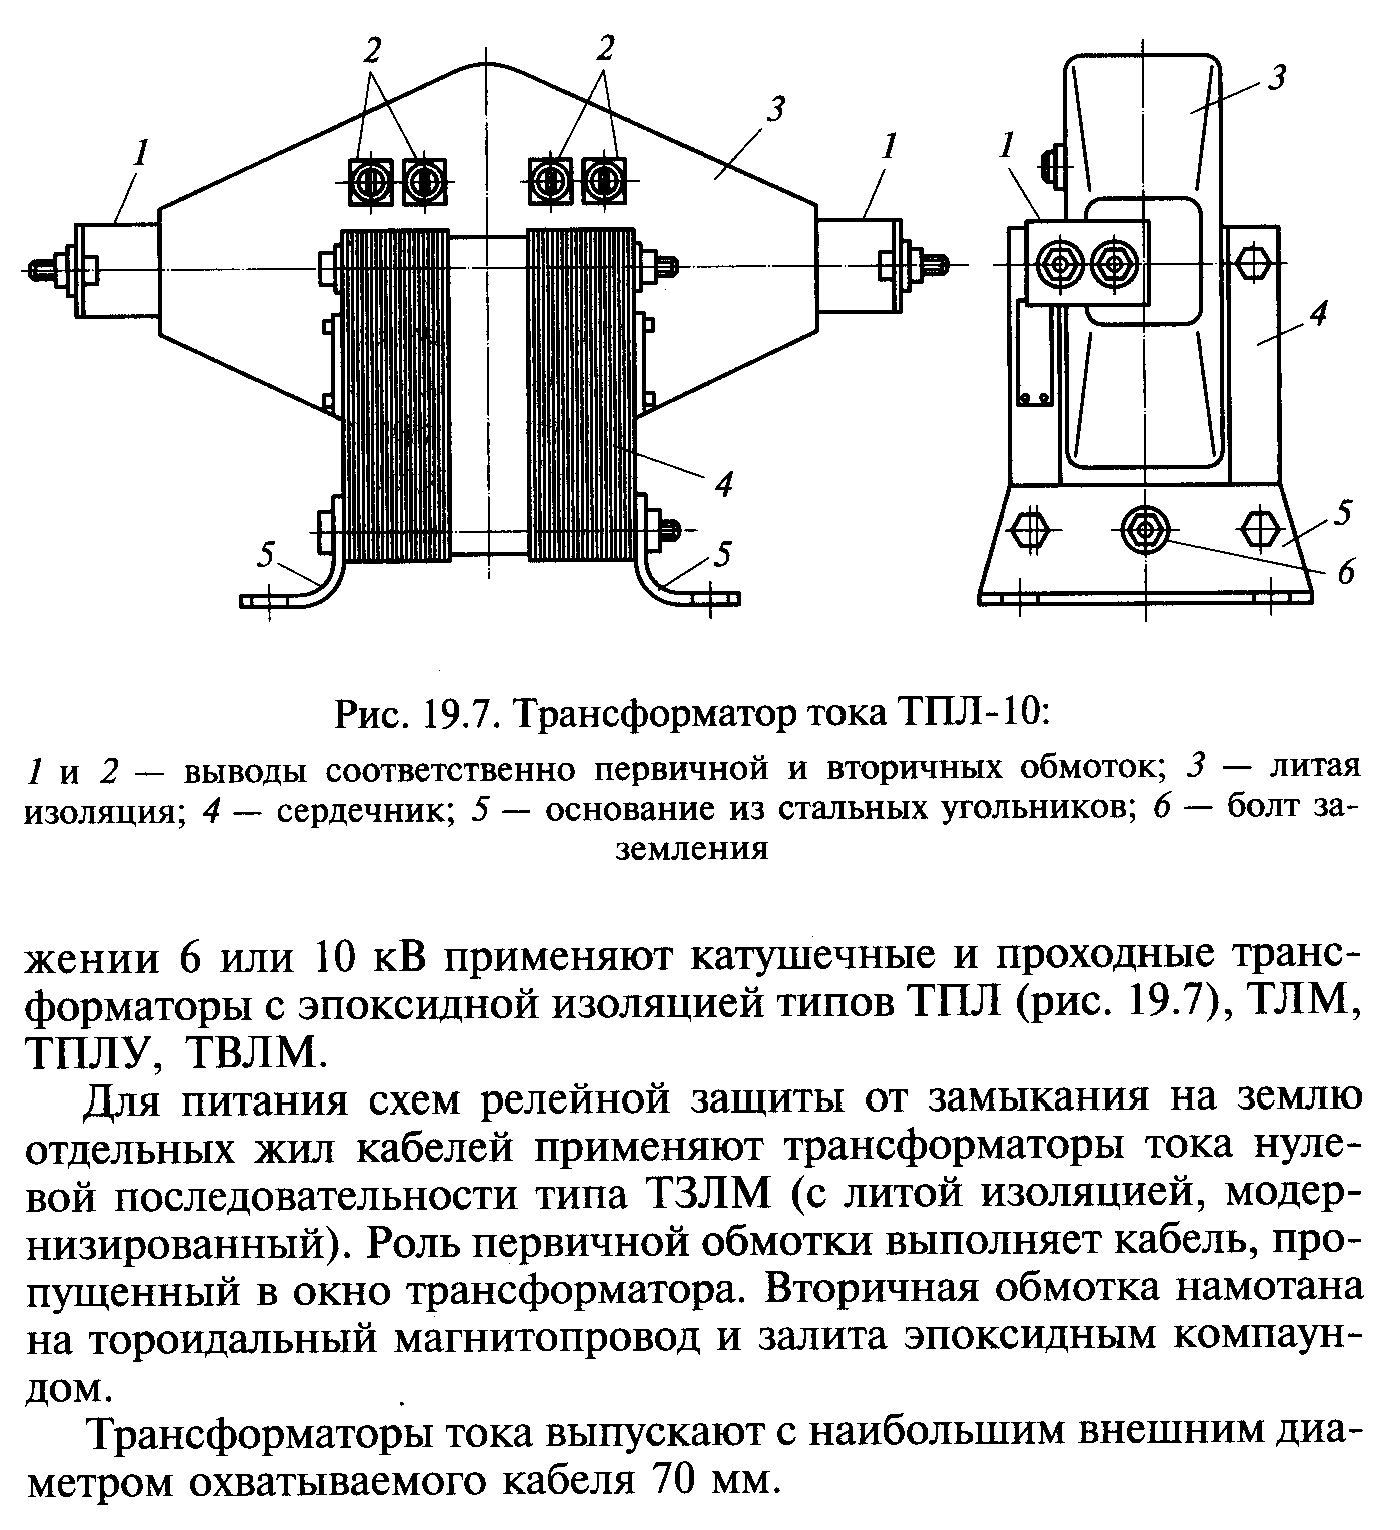 2 2
3 3
1 1 1
4
4
5 5 5
6
Рис. 19.7. Трансформатор тока ТПЛ-10:
1 и 2 — выводы соответственно первичной и вторичных обмоток; 3 — литая
изоляция; 4 — сердечник; 5 — основание из стальных угольников; 6 — болт за-
земления
жении 6 или 10 кВ применяют катушечные и проходные транс-
форматоры с эпоксидной изоляцией типов ТПЛ (рис. 19.7), ТЛМ,
ТПЛУ, ТВЛМ.
Для питания схем релейной защиты от замыкания на землю
отдельных жил кабелей применяют трансформаторы тока нуле-
вой последовательности типа ТЗЛМ (с литой изоляцией, модер-
низированный). Роль первичной обмотки выполняет кабель, про-
пущенный в окно трансформатора. Вторичная обмотка намотана
на тороидальный магнитопровод и залита эпоксидным компаун-
дом.
Трансформаторы тока выпускают с наибольшим внешним диа-
метром охватываемого кабеля 70 мм.